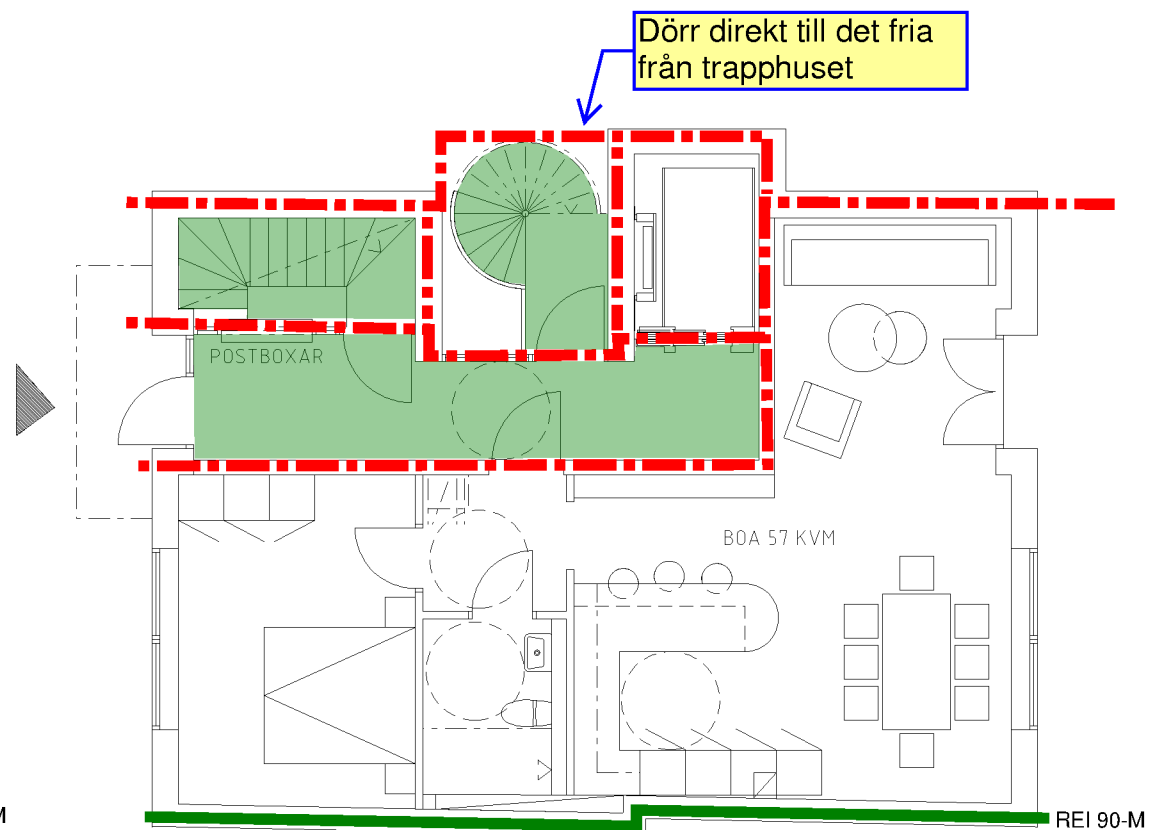 Dörr direkt till det fria
från trapphuset
POSTBOXAR
BOA 57 KVM
M
REI 90-M